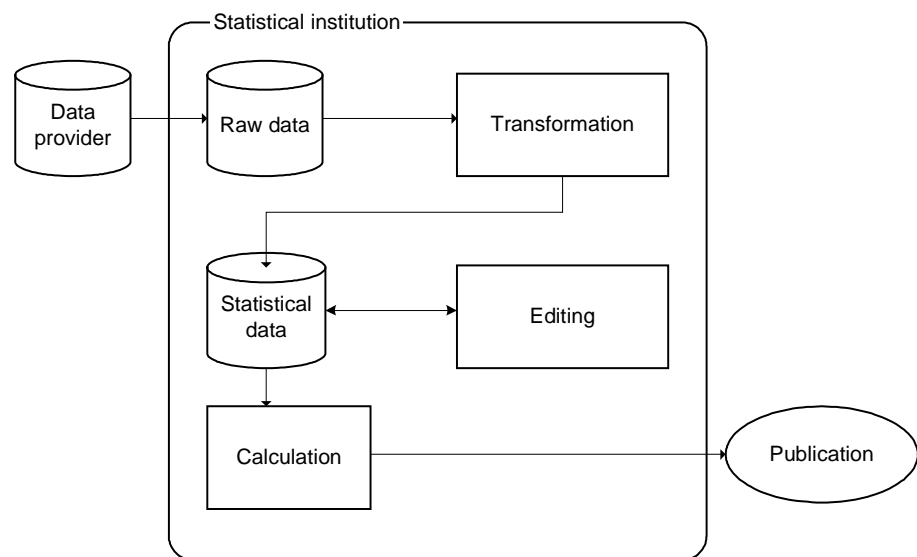 Statistical institution
Data
provider
Raw data
Transformation
Statistical
data
Editing
Calculation
Publication